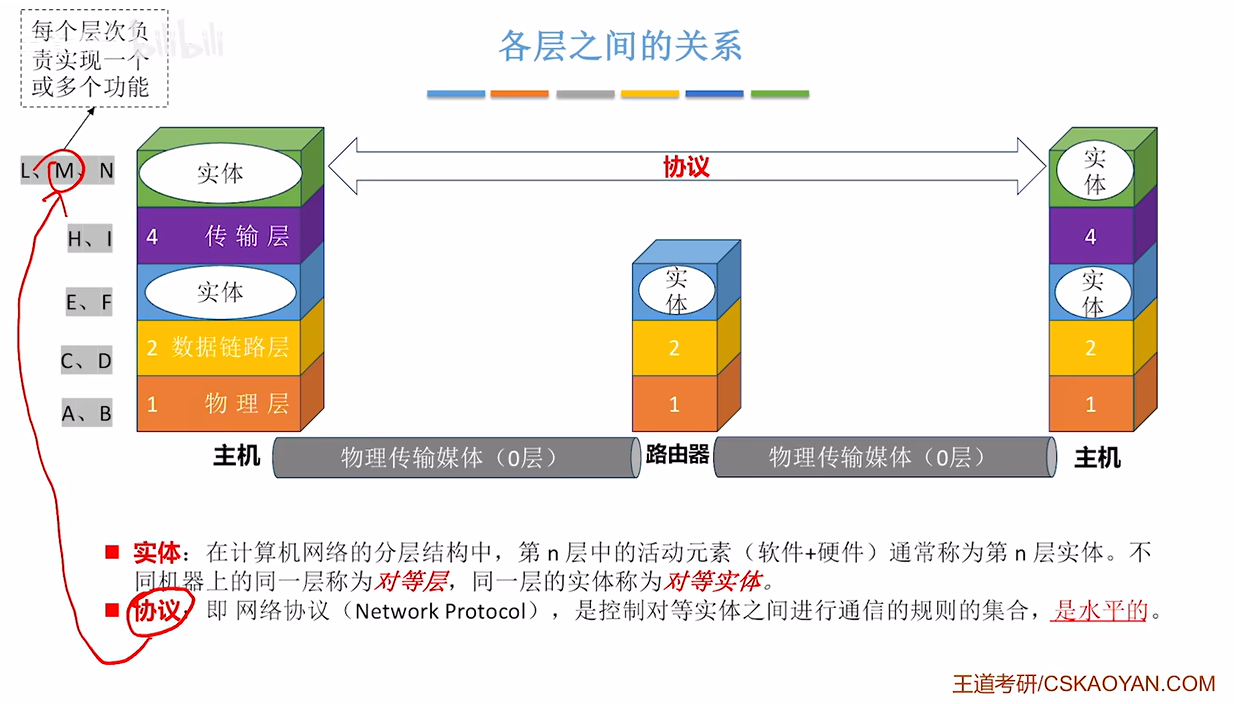 每个层次负
责实现一个
或多个功能
bilibili
各层之间的关系
L、M、N
实体
协议
实
体
H、I
4 传输层
4
E、F
实体
实
体
实
体
C、D
2 数据链路层
2
2
A、B
1 物理层
1
1
主机
物理传输媒体（0层）
路由器
物理传输媒体（0层）
主机
■ 实体：在计算机网络的分层结构中，第 n 层中的活动元素（软件+硬件）通常称为第 n 层实体。不
同机器上的同一层称为对等层，同一层的实体称为对等实体。
■ 协议：即 网络协议（Network Protocol），是控制对等实体之间进行通信的规则的集合，是水平的。
王道考研/CSKAOYAN.COM